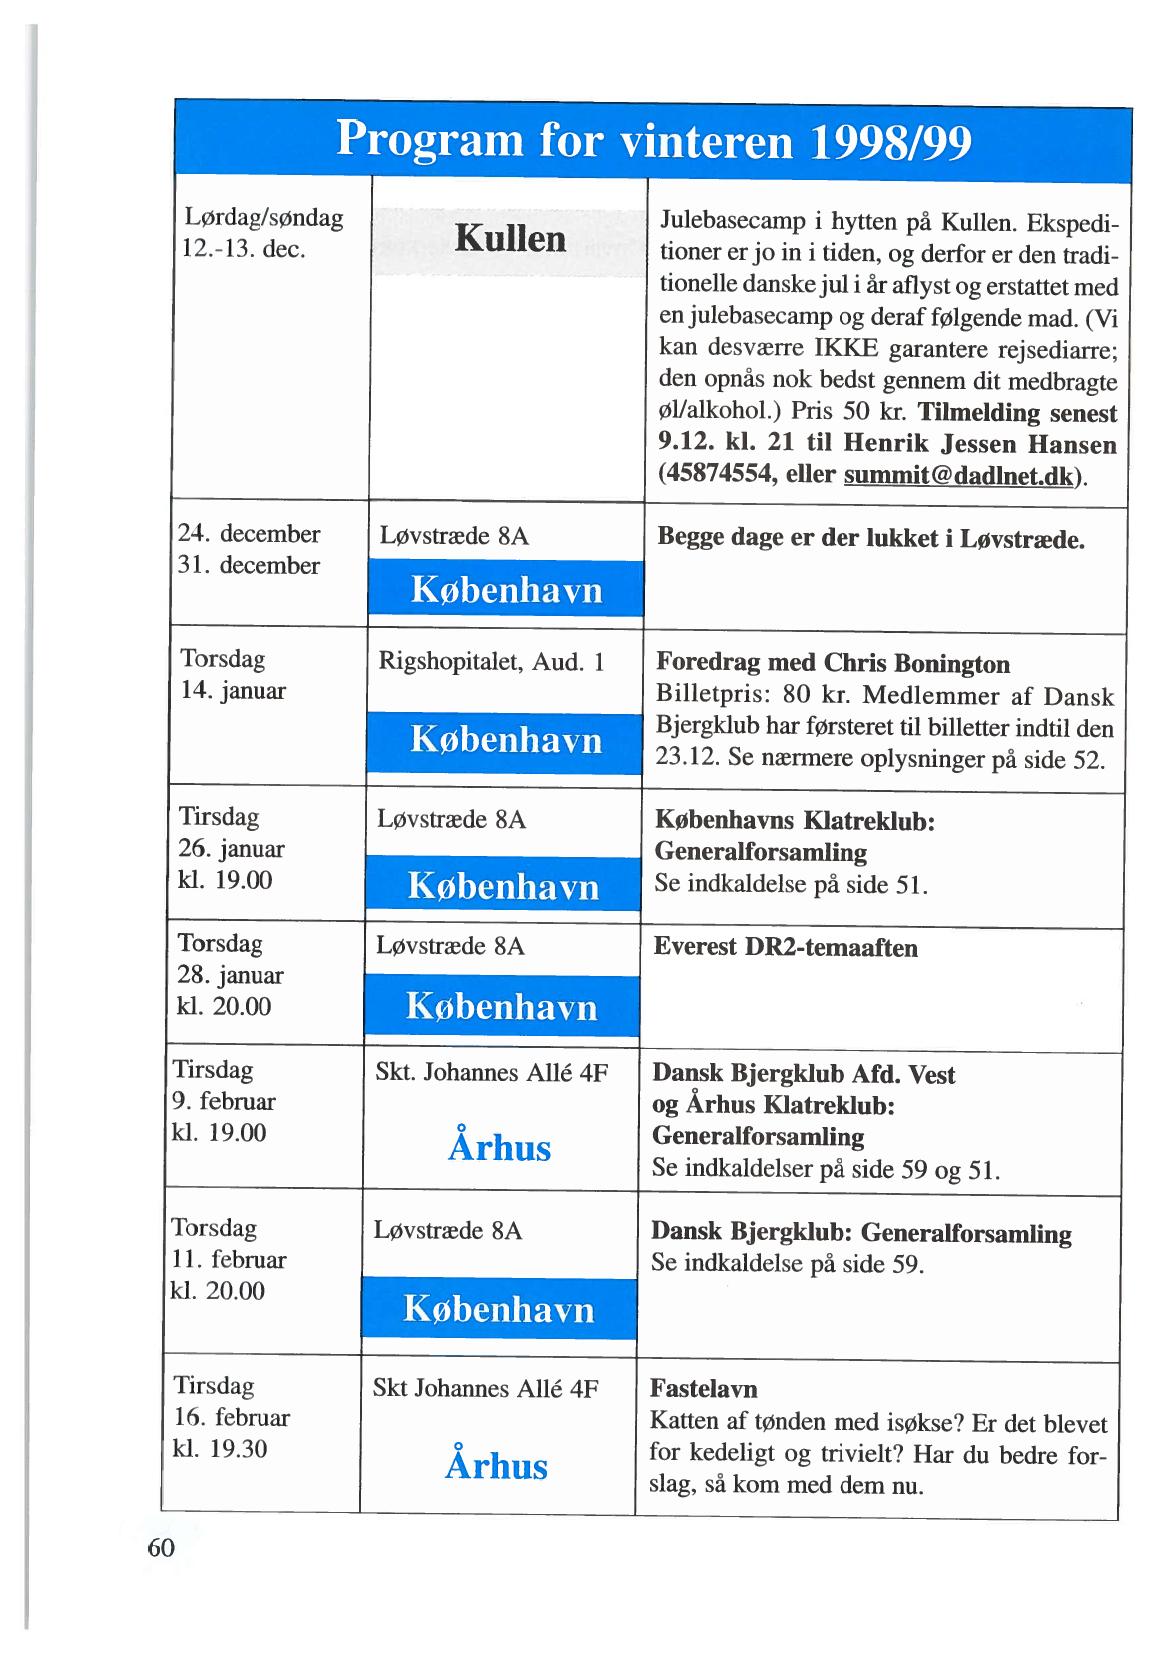 Program for vinteren 1998/99
Lørdag/søndag
12.-13. dec.
Kullen
Julebasecamp i hytten på Kullen. Ekspedi-
tioner er jo in i tiden, og derfor er den tradi-
tionelle danske jul i år aflyst og erstattet med
en julebasecamp og deraf følgende mad. (Vi
kan desværre IKKE garantere rejsediarre;
den opnås nok bedst gennem dit medbragte
øl/alkohol.) Pris 50 kr. Tilmelding senest
9.12. kl. 21 til Henrik Jessen Hansen
(45874554, eller summit@dadlnet.dk).
24. december
31. december
Løvstræde 8A
København
Begge dage er der lukket i Løvstræde.
Torsdag
14. januar
Rigshopitalet, Aud. 1
København
Foredrag med Chris Bonington
Billetpris: 80 kr. Medlemmer af Dansk
Bjergklub har førsteret til billetter indtil den
23.12. Se nærmere oplysninger på side 52.
Tirsdag
26. januar
kl. 19.00
Løvstræde 8A
København
Københavns Klatreklub:
Generalforsamling
Se indkaldelse på side 51.
Torsdag
28. januar
kl. 20.00
Løvstræde 8A
København
Everest DR2-temaaften
Tirsdag
9. februar
kl. 19.00
Skt. Johannes Allé 4F
Århus
Dansk Bjergklub Afd. Vest
og Århus Klatreklub:
Generalforsamling
Se indkaldelser på side 59 og 51.
Torsdag
11. februar
kl. 20.00
Løvstræde 8A
København
Dansk Bjergklub: Generalforsamling
Se indkaldelse på side 59.
Tirsdag
16. februar
kl. 19.30
Skt Johannes Allé 4F
Århus
Fastelavn
Katten af tønden med isøkse? Er det blevet
for kedeligt og trivielt? Har du bedre for-
slag, så kom med dem nu.
60